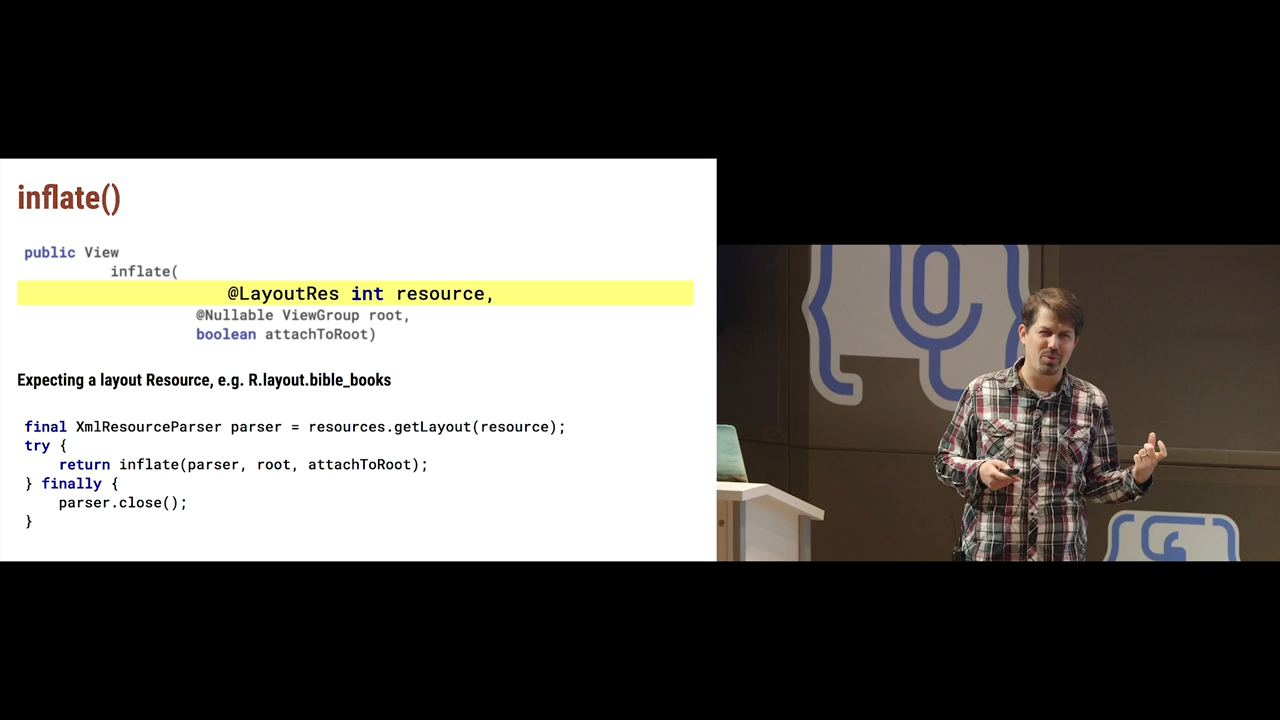 inflate()
public View
inflate(
@LayoutRes int resource,
@Nullable ViewGroup root,
boolean attachToRoot)
Expecting a layout Resource, e.g. R.layout.bible_books
final XmlResourceParser parser = resources.getLayout(resource);
try {
return inflate(parser, root, attachToRoot);
} finally {
parser.close();
}